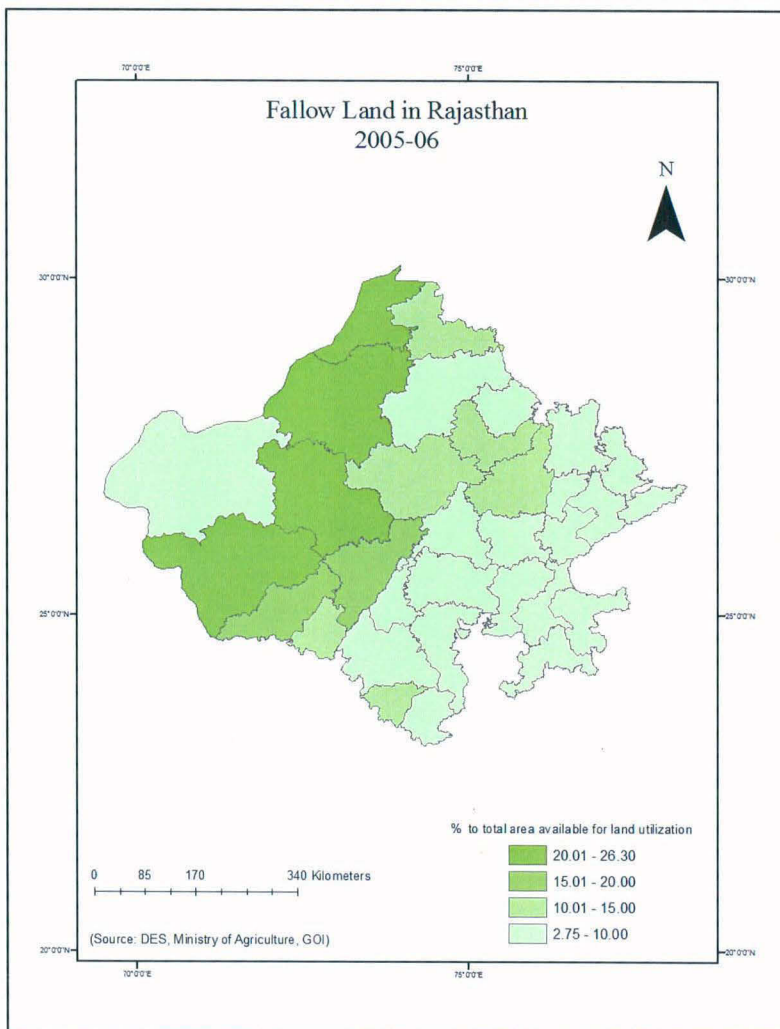 70°0'0"E 75°0'0"E
Fallow Land in Rajasthan
2005-06
N
30°0'0"N 30°0'0"N
25°0'0"N 25°0'0"N
% to total area available for land utilization
20.01 - 26.30
15.01 - 20.00
10.01 - 15.00
2.75 - 10.00
0 85 170 340 Kilometers
(Source: DES, Ministry of Agriculture, GOI)
20°0'0"N 20°0'0"N
70°0'0"E 75°0'0"E